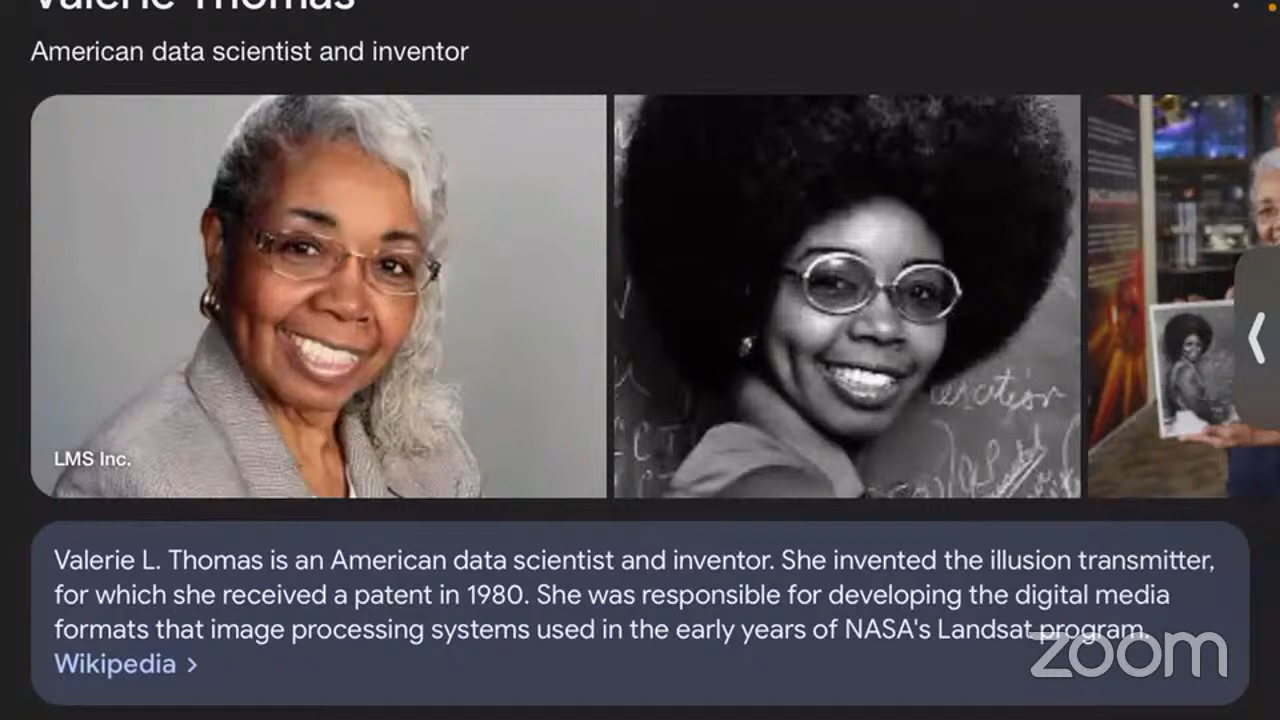 Valerie Thomas
American data scientist and inventor
LMS Inc.
Valerie L. Thomas is an American data scientist and inventor. She invented the illusion transmitter,
for which she received a patent in 1980. She was responsible for developing the digital media
formats that image processing systems used in the early years of NASA's Landsat program.
Wikipedia >
zoom